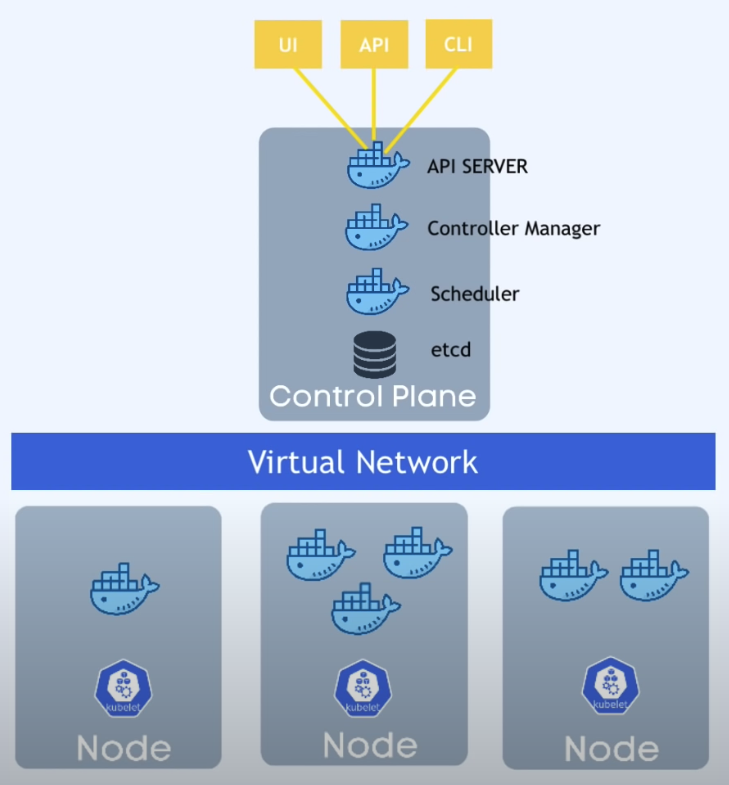 UI
API
CLI
API SERVER
Controller Manager
Scheduler
etcd
Control Plane
Virtual Network
kubelet
kubelet
kubelet
Node
Node
Node